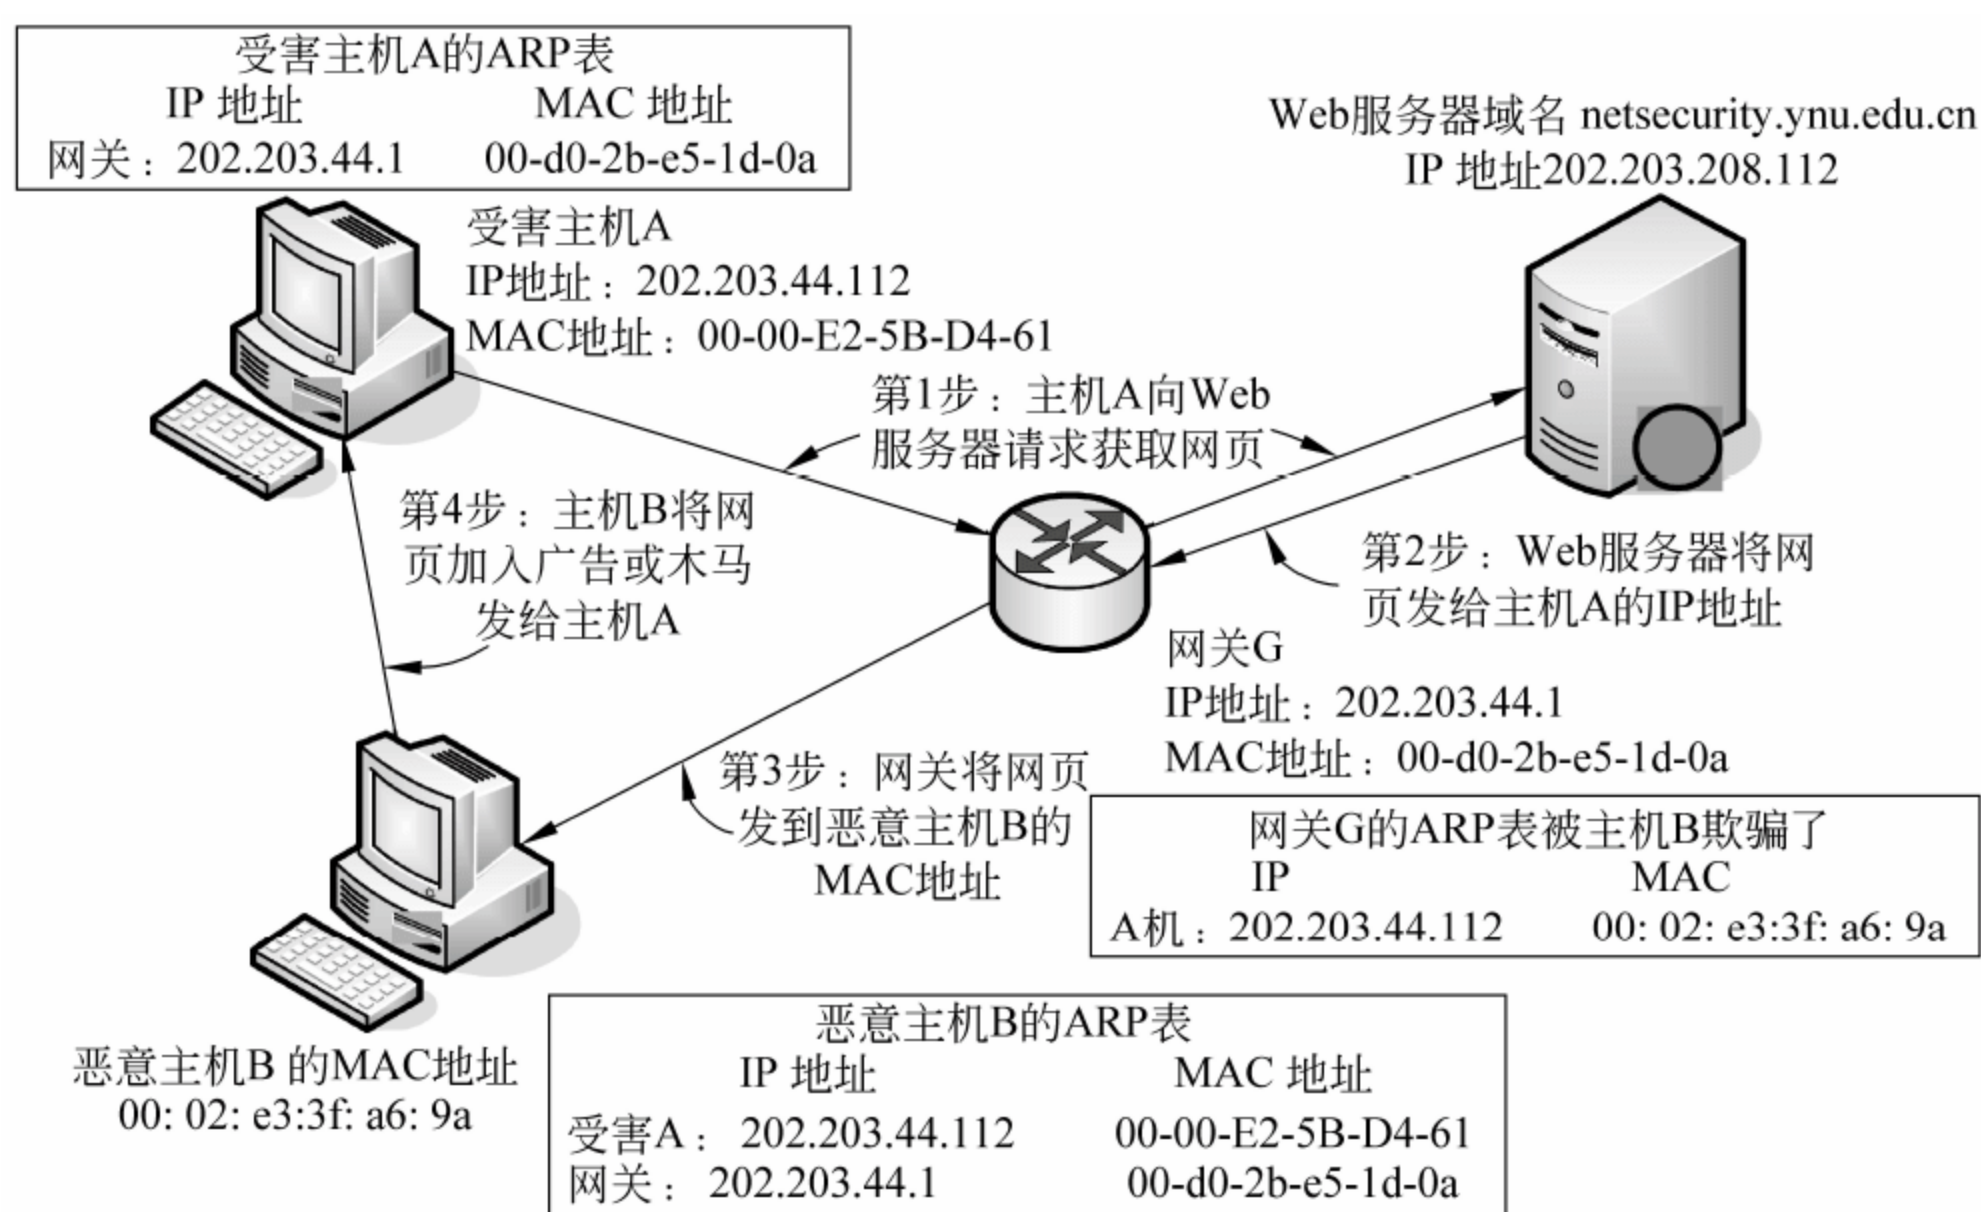 受害主机A的ARP表
IP 地址 MAC 地址
网关：202.203.44.1 00-d0-2b-e5-1d-0a
Web服务器域名 netsecurity.ynu.edu.cn
IP 地址202.203.208.112
受害主机A
IP地址：202.203.44.112
MAC地址：00-00-E2-5B-D4-61
第1步：主机A向Web
服务器请求获取网页
第4步：主机B将网
页加入广告或木马
发给主机A
第2步：Web服务器将网
页发给主机A的IP地址
网关G
IP地址：202.203.44.1
MAC地址：00-d0-2b-e5-1d-0a
第3步：网关将网页
发到恶意主机B的
MAC地址
网关G的ARP表被主机B欺骗了
IP MAC
A机：202.203.44.112 00: 02: e3:3f: a6: 9a
恶意主机B 的MAC地址
00: 02: e3:3f: a6: 9a
恶意主机B的ARP表
IP 地址 MAC 地址
受害A：202.203.44.112 00-00-E2-5B-D4-61
网关：202.203.44.1 00-d0-2b-e5-1d-0a